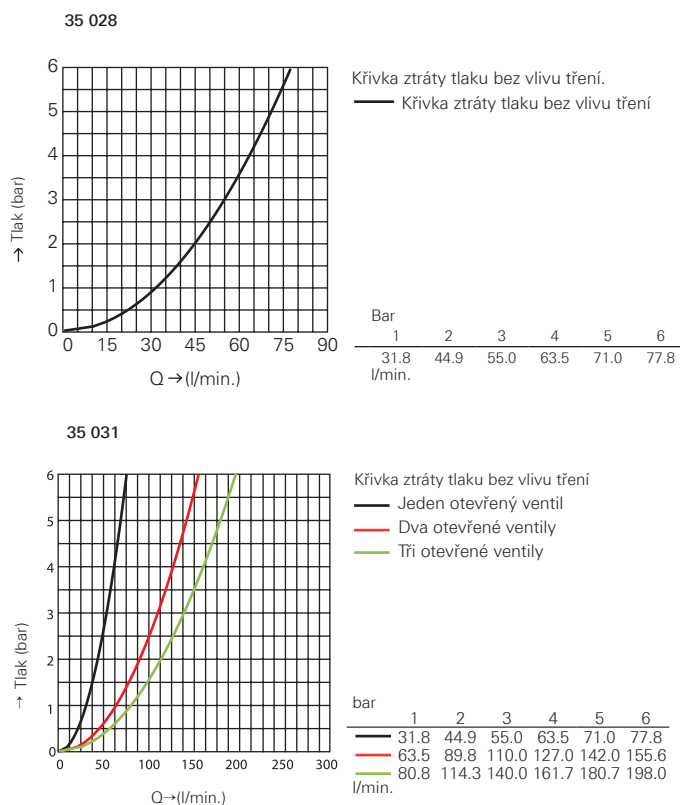 35 028
Křivka ztráty tlaku bez vlivu tření.
Křivka ztráty tlaku bez vlivu tření
→ Tlak (bar)
6
5
4
3
2
1
0
0 15 30 45 60 75 90
Q →(l/min.)
Bar
1 2 3 4 5 6
31.8 44.9 55.0 63.5 71.0 77.8
l/min.
35 031
Křivka ztráty tlaku bez vlivu tření
Jeden otevřený ventil
Dva otevřené ventily
Tři otevřené ventily
→ Tlak (bar)
6
5
4
3
2
1
0
0 50 100 150 200 250 300
Q→(l/min.)
bar
1 2 3 4 5 6
31.8 44.9 55.0 63.5 71.0 77.8
63.5 89.8 110.0 127.0 142.0 155.6
80.8 114.3 140.0 161.7 180.7 198.0
l/min.